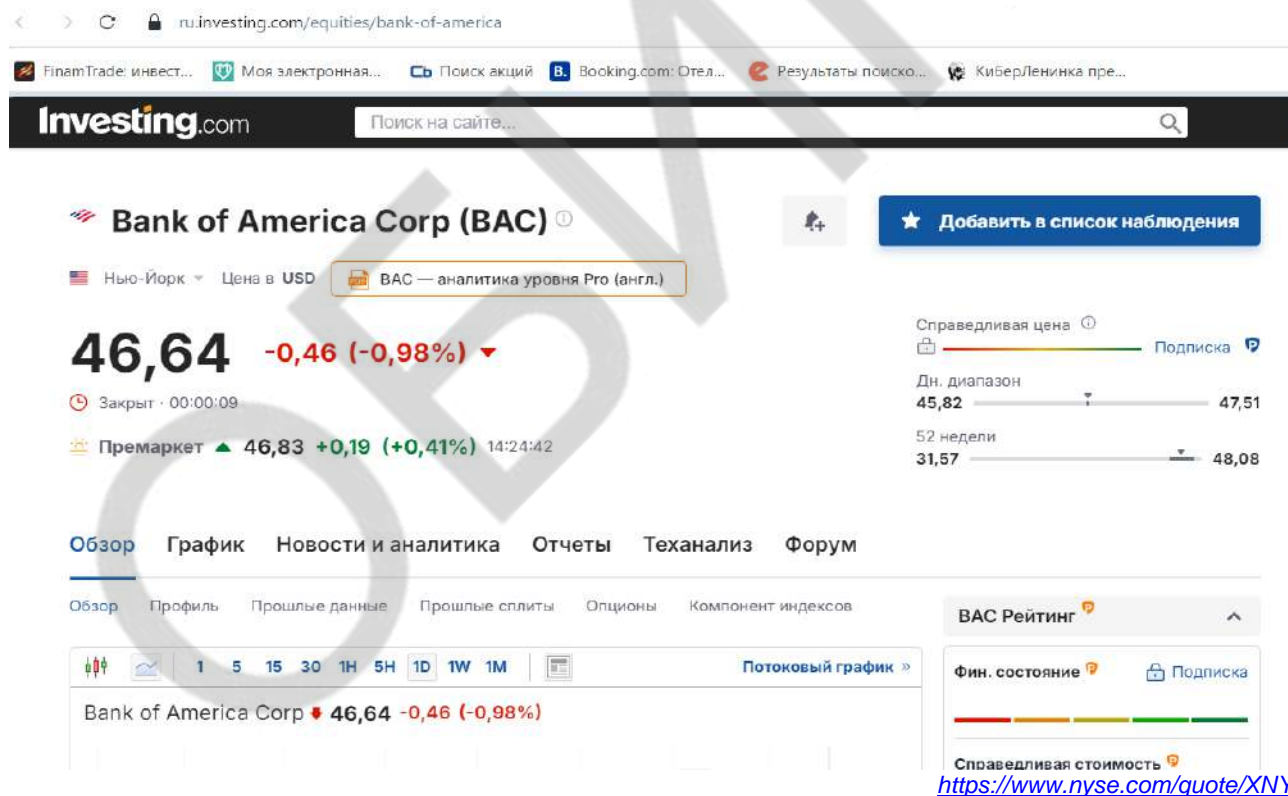 ru.investing.com/equities/bank-of-america
FinamTrade: инвест... Моя электронная... Сb Поиск акций B. Booking.com: Отел... Результаты поиско... КиберЛенинка пре...
Investing.com Поиск на сайте...
Bank of America Corp (BAC) Добавить в список наблюдения
Нью-Йорк Цена в USD BAC — аналитика уровня Pro (англ.)
46,64 -0,46 (-0,98%)
Справедливая цена
Подписка
Закрыт · 00:00:09
Дн. диапазон
45,82 47,51
Премаркет 46,83 +0,19 (+0,41%) 14:24:42
52 недели
31,57 48,08
Обзор График Новости и аналитика Отчеты Теханализ Форум
Обзор Профиль Прошлые данные Прошлые сплиты Опционы Компонент индексов
BAC Рейтинг
1 5 15 30 1H 5H 1D 1W 1M Потоковый график »
Фин. состояние Подписка
Bank of America Corp 46,64 -0,46 (-0,98%)
Справедливая стоимость
https://www.nyse.com/quote/XNY
ОБИ